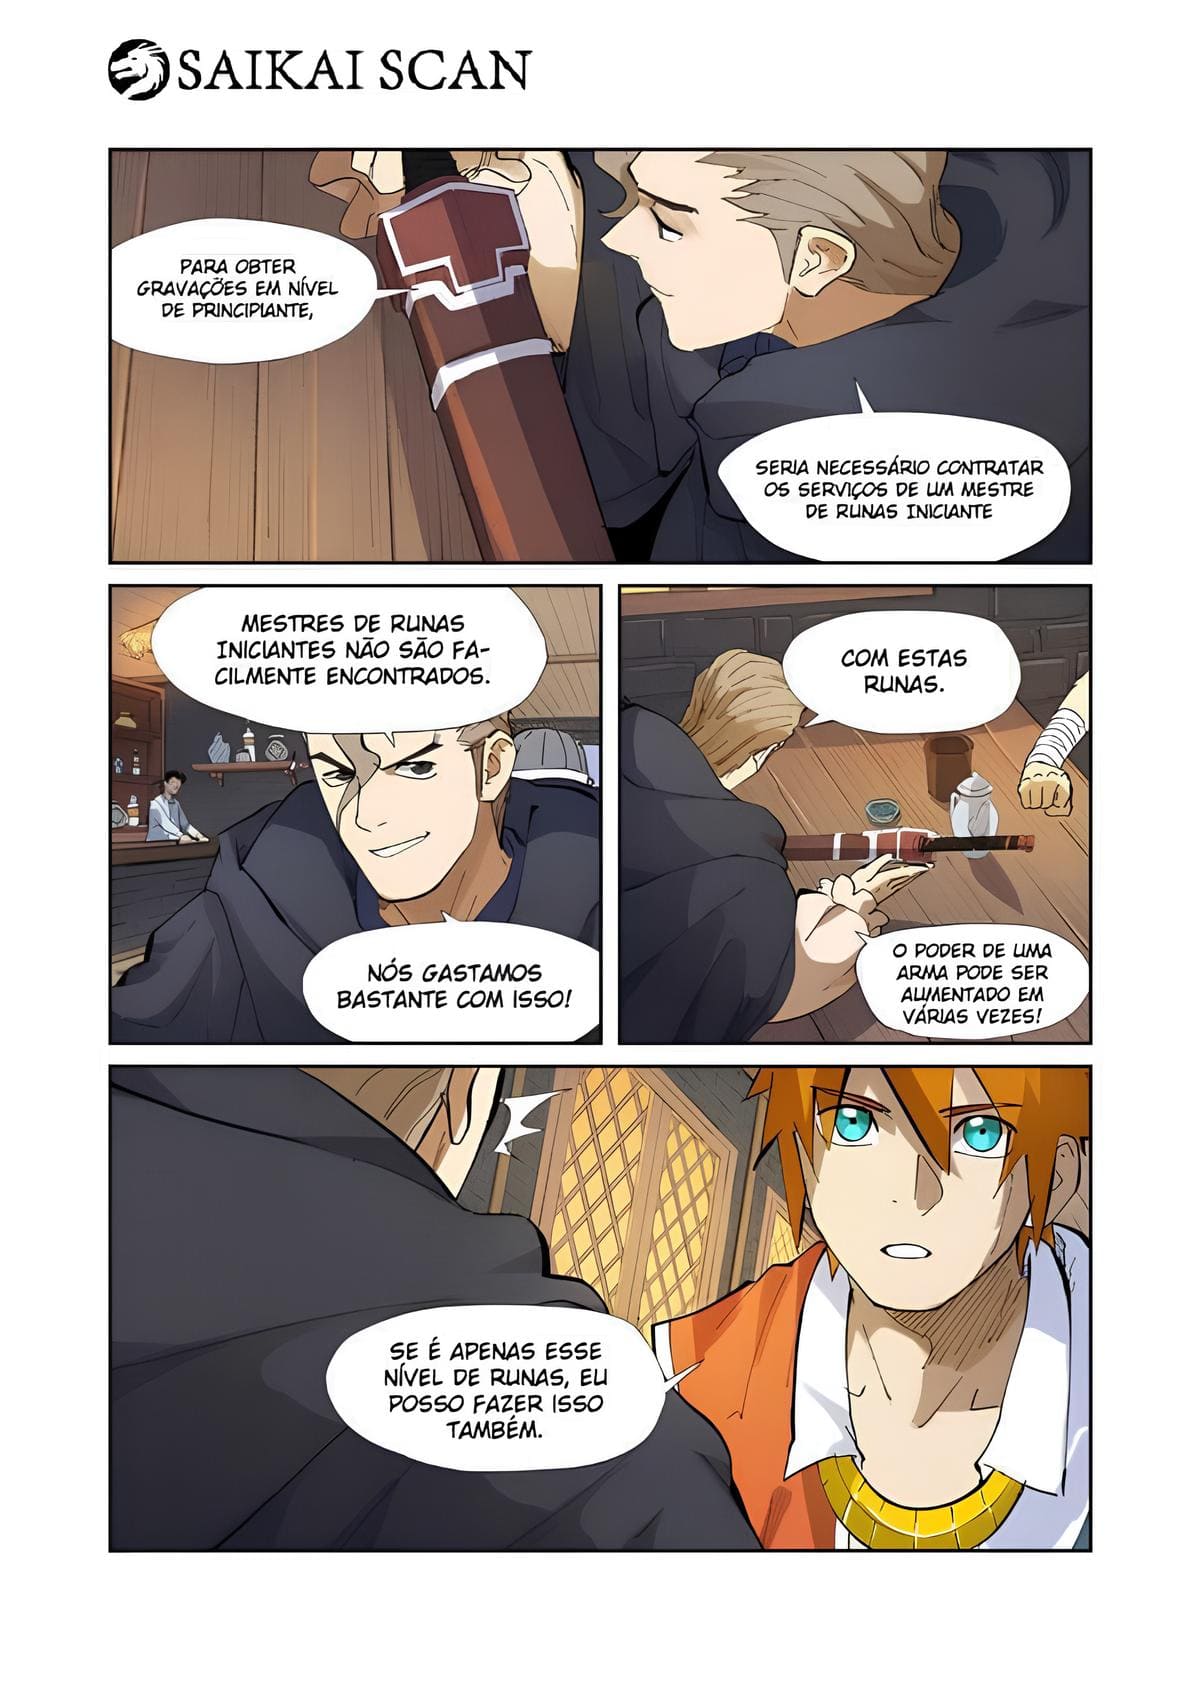 SAIKAI SCAN
PARA OBTER
GRAVAÇÕES EM NÍVEL
DE PRINCIPIANTE,
SERIA NECESSÁRIO CONTRATAR
OS SERVIÇOS DE UM MESTRE
DE RUNAS INICIANTE
MESTRES DE RUNAS
INICIANTES NÃO SÃO FA-
CILMENTE ENCONTRADOS.
NÓS GASTAMOS
BASTANTE COM ISSO!
COM ESTAS
RUNAS.
O PODER DE UMA
ARMA PODE SER
AUMENTADO EM
VÁRIAS VEZES!
SE É APENAS ESSE
NÍVEL DE RUNAS, EU
POSSO FAZER ISSO
TAMBÉM.